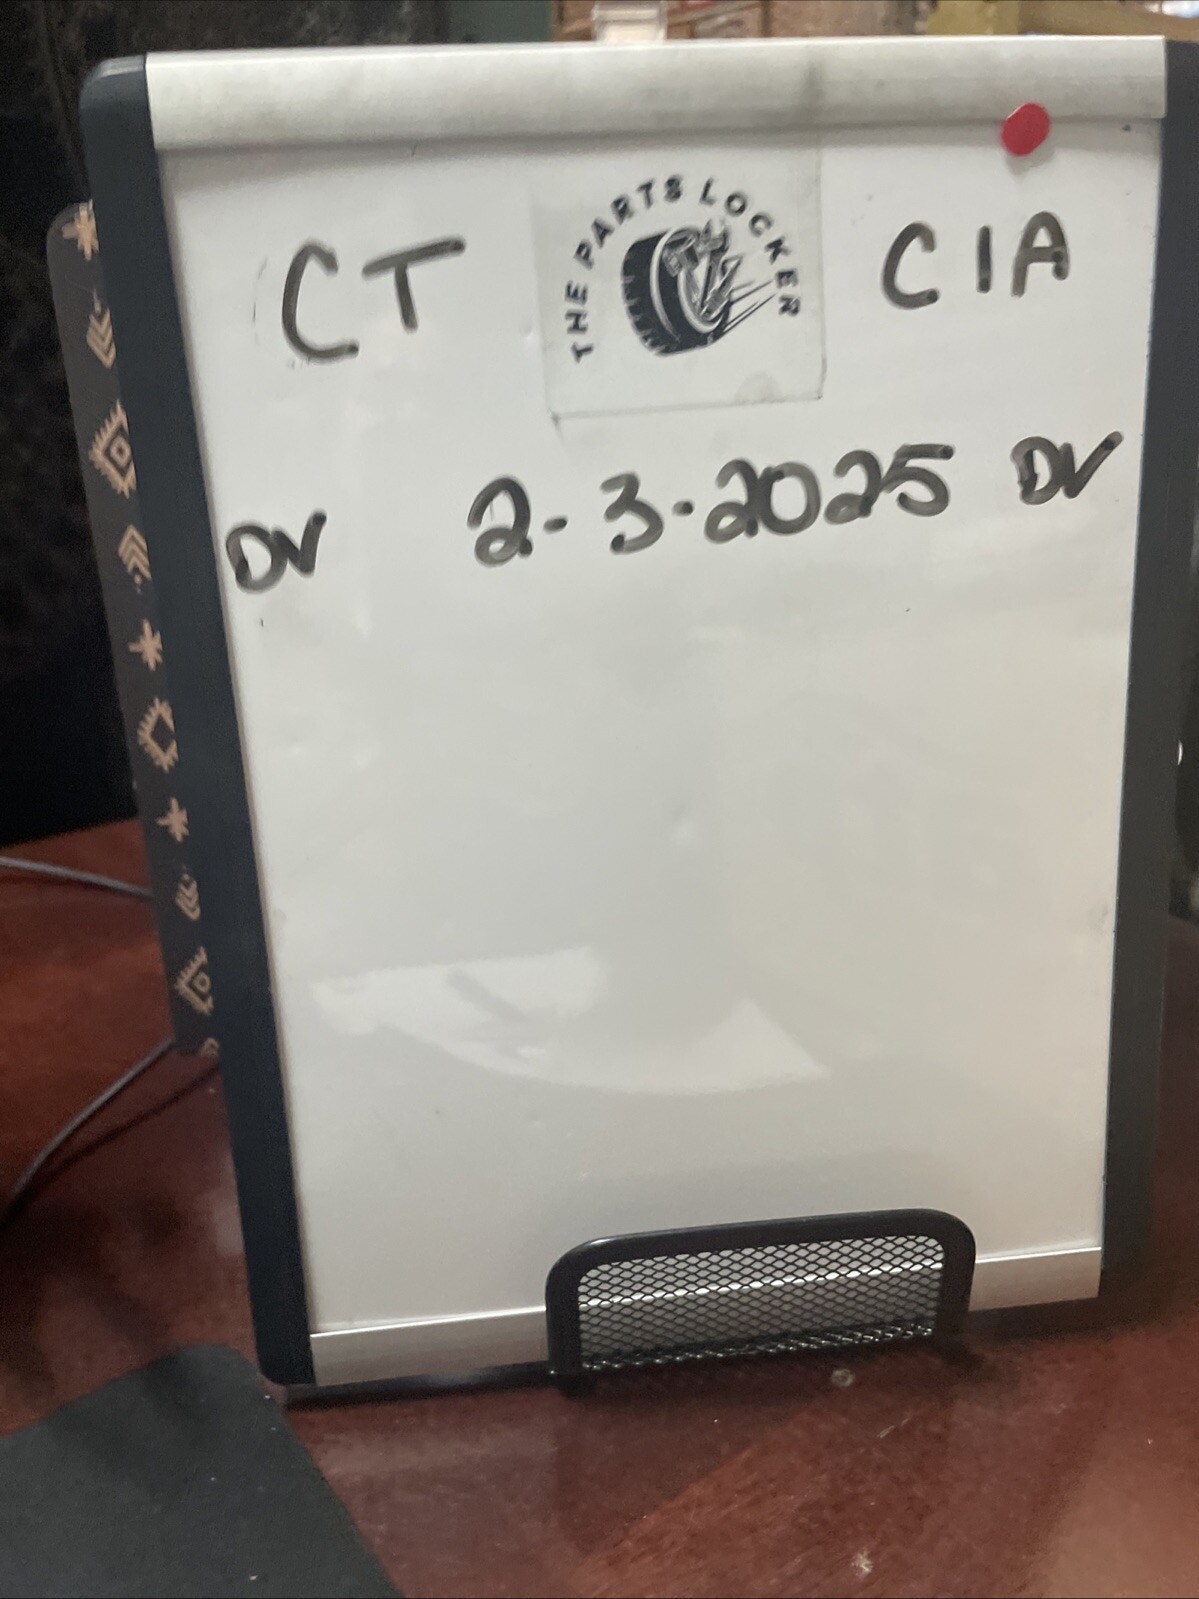 CT THE PARTS LOCKER CIA
DV 2-3-2025 DV